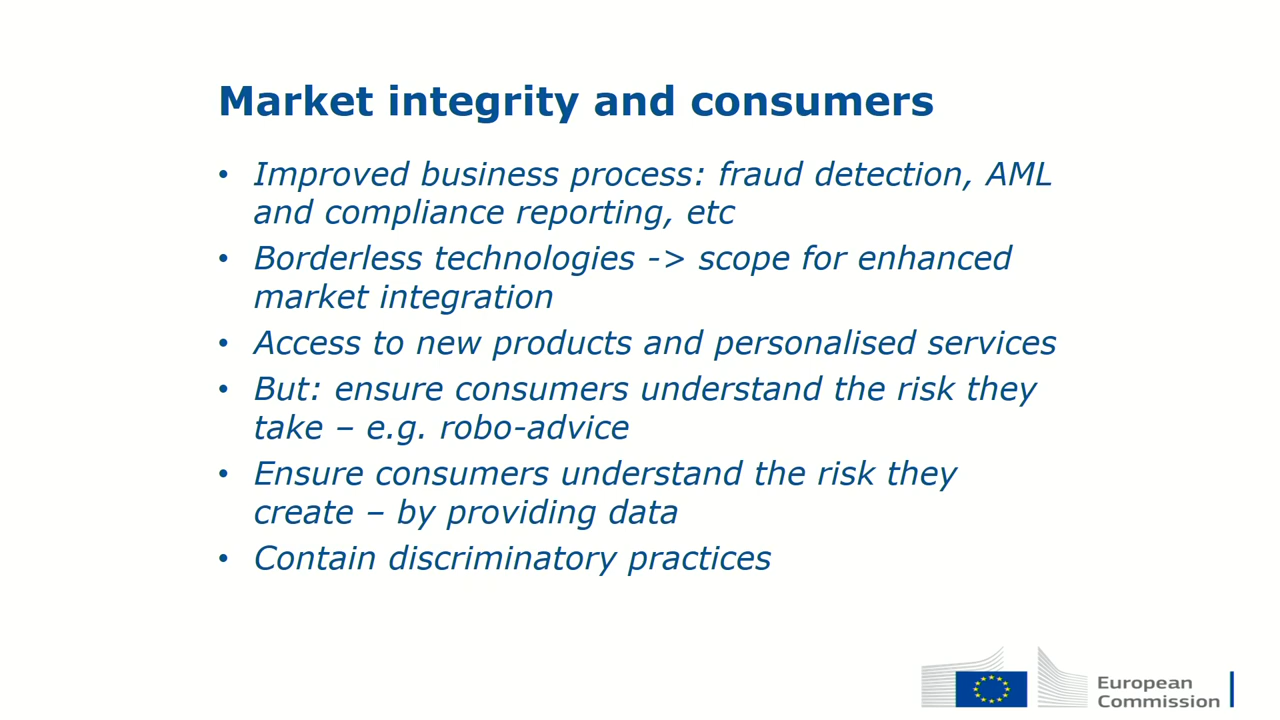 Market integrity and consumers
• Improved business process: fraud detection, AML
and compliance reporting, etc
• Borderless technologies -> scope for enhanced
market integration
• Access to new products and personalised services
• But: ensure consumers understand the risk they
take – e.g. robo-advice
• Ensure consumers understand the risk they
create – by providing data
• Contain discriminatory practices
European
Commission